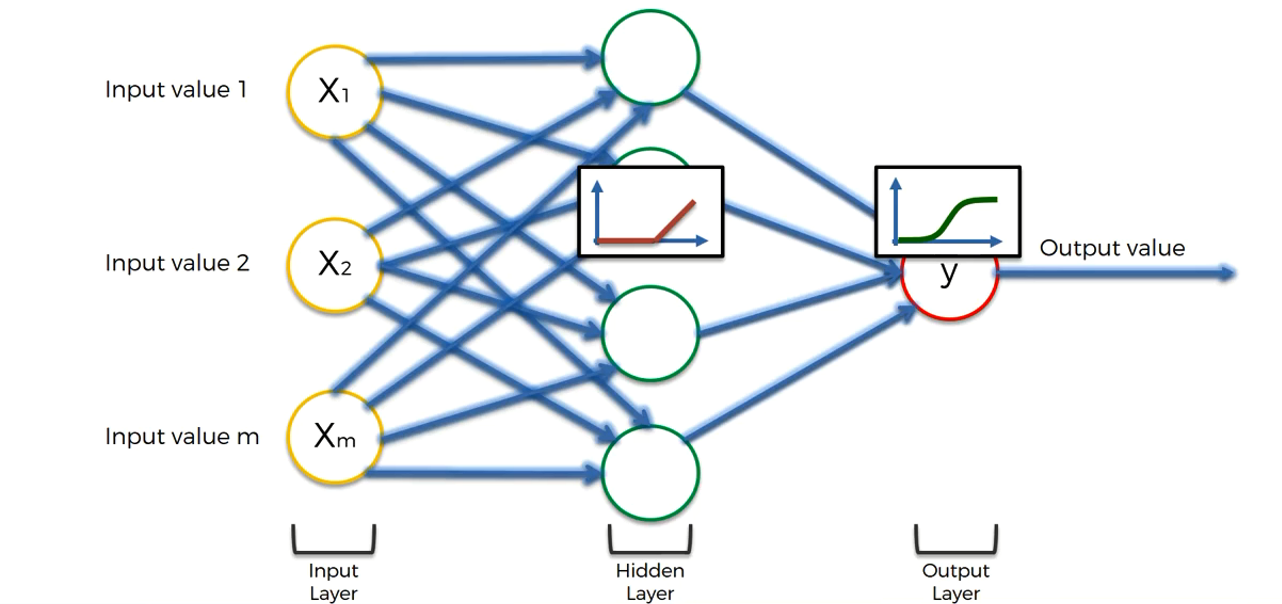 Input value 1
X₁
Input value 2
X₂
Input value m
Xₘ
y
Output value
Input
Layer
Hidden
Layer
Output
Layer